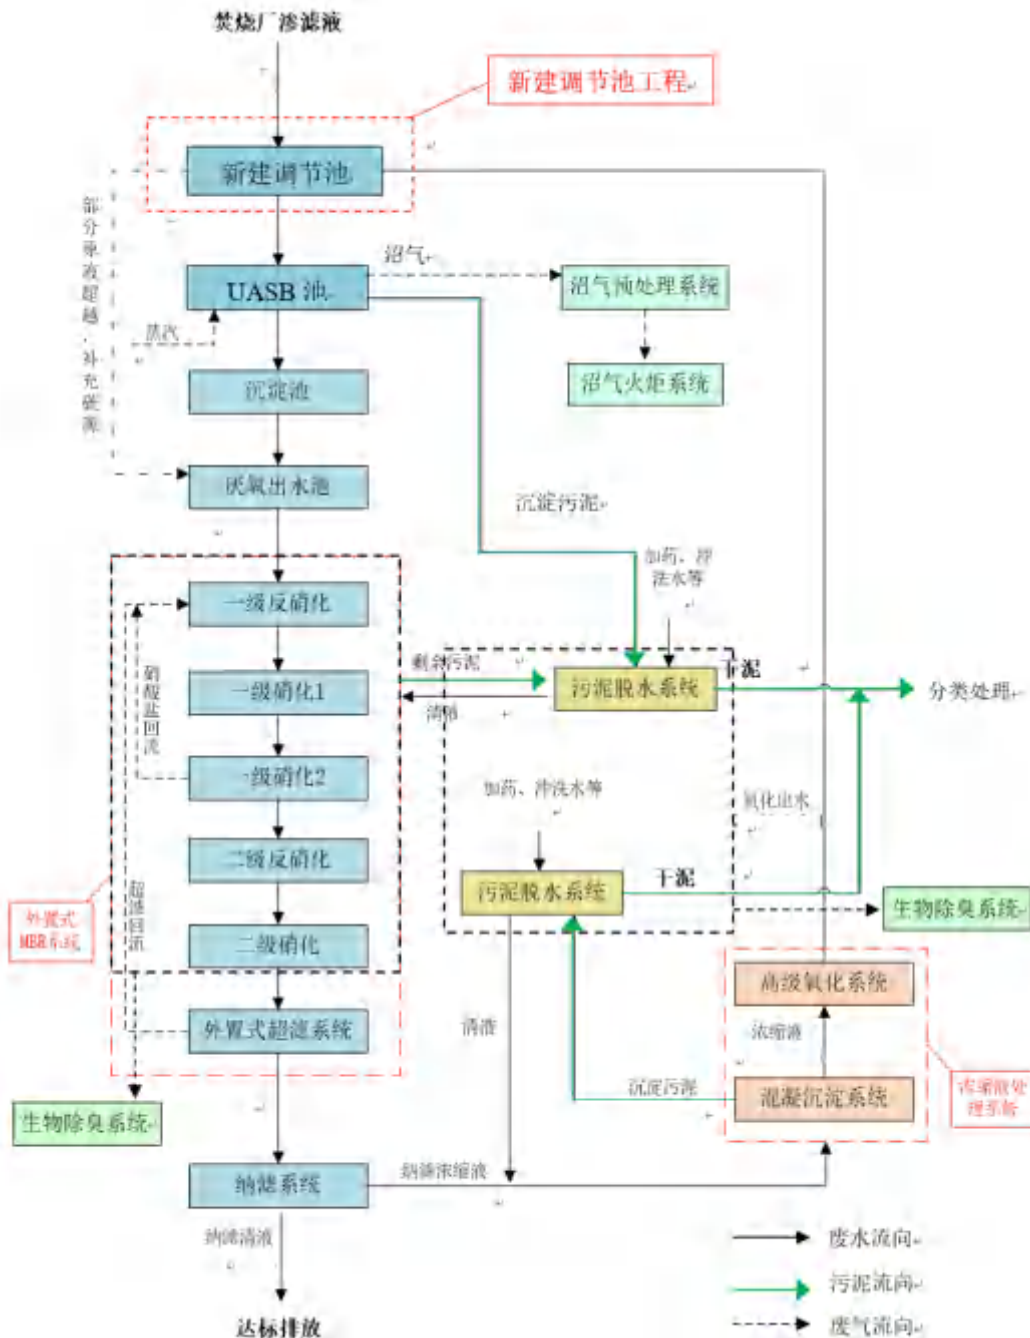 焚烧厂渗滤液
新建调节池工程
新建调节池
部分原液超越，补充碳源
沼气
UASB 池
沼气预处理系统
蒸汽
沉淀池
沼气火炬系统
厌氧出水池
沉淀污泥
加药、冲
洗水等
一级反硝化
剩余污泥
干泥
硝酸盐回流
一级硝化1
污泥脱水系统
分类处理
清液
一级硝化2
加药、冲洗水等
氧化出水
二级反硝化
干泥
超滤回流
污泥脱水系统
生物除臭系统
外置式
MBR系统
二级硝化
高级氧化系统
外置式超滤系统
清液
浓缩液
沉淀污泥
混凝沉淀系统
浓缩液处
理系统
生物除臭系统
纳滤系统
纳滤浓缩液
纳滤清液
废水流向
污泥流向
达标排放
废气流向